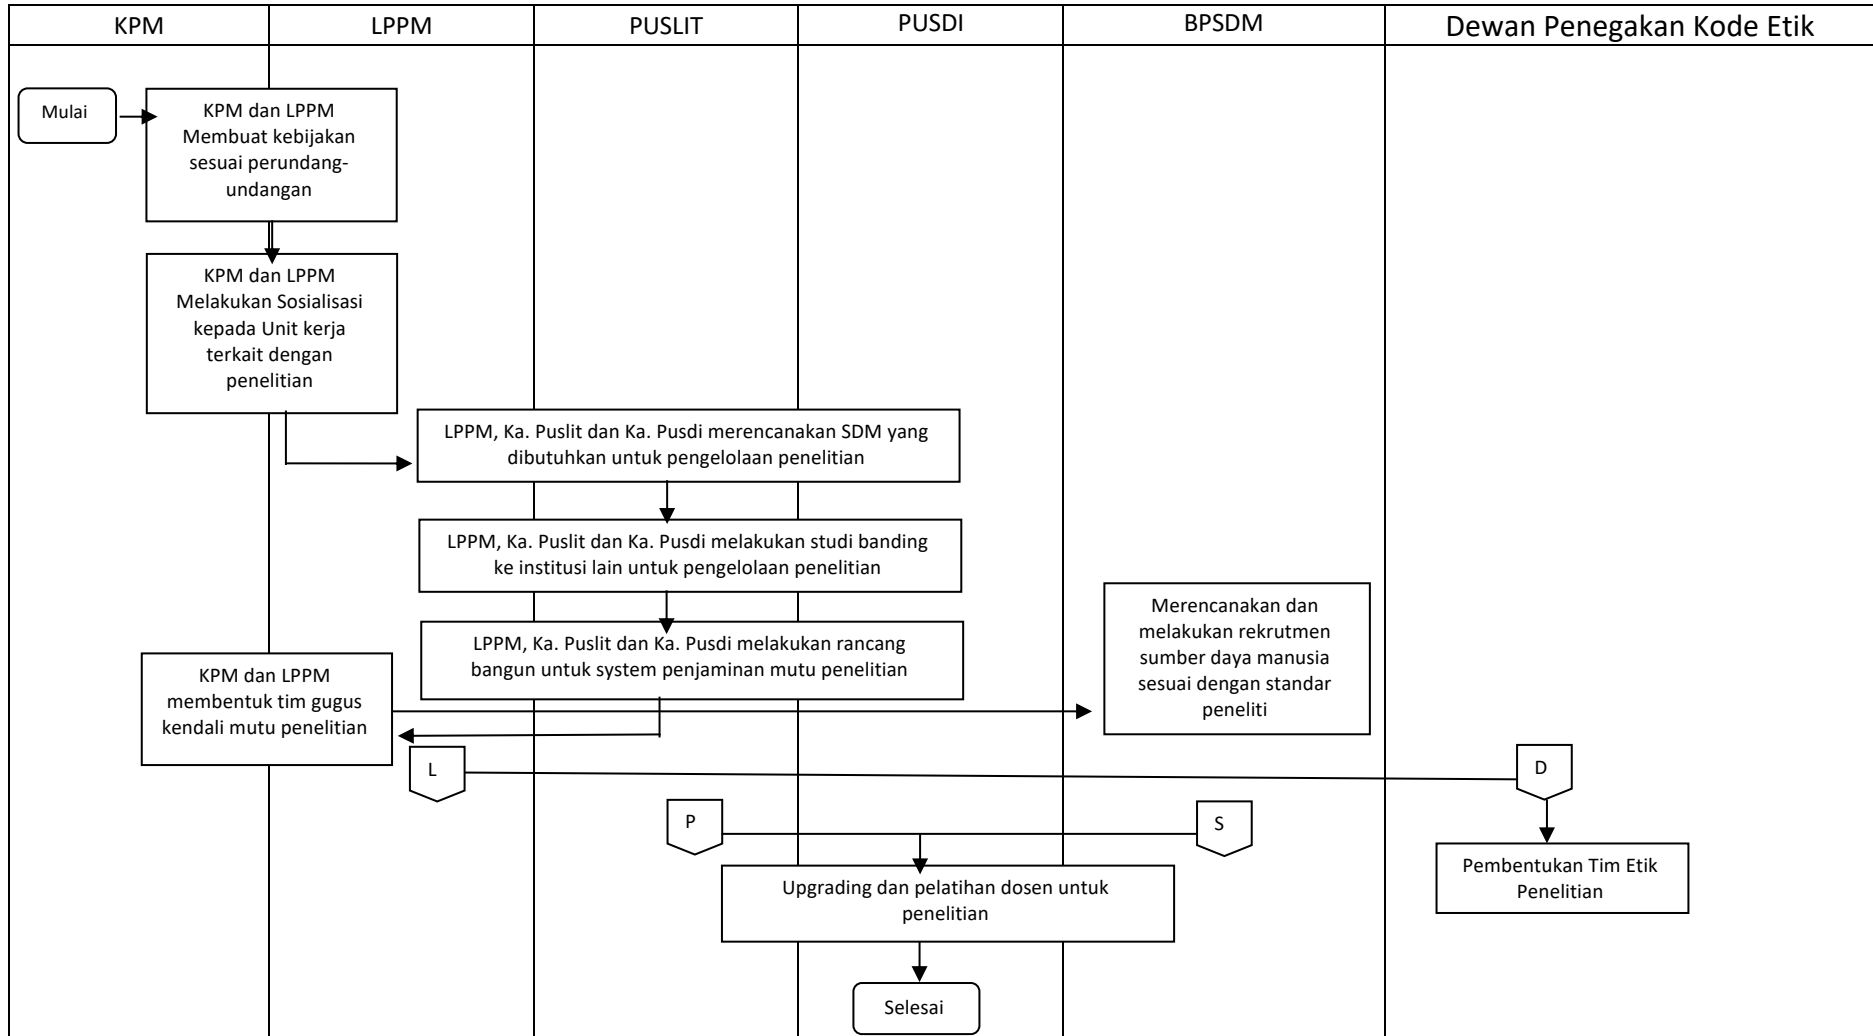 KPM
LPPM
PUSLIT
PUSDI
BPSDM
Dewan Penegakan Kode Etik
Mulai
KPM dan LPPM
Membuat kebijakan
sesuai perundang-
undangan
KPM dan LPPM
Melakukan Sosialisasi
kepada Unit kerja
terkait dengan
penelitian
LPPM, Ka. Puslit dan Ka. Pusdi merencanakan SDM yang
dibutuhkan untuk pengelolaan penelitian
LPPM, Ka. Puslit dan Ka. Pusdi melakukan studi banding
ke institusi lain untuk pengelolaan penelitian
LPPM, Ka. Puslit dan Ka. Pusdi melakukan rancang
bangun untuk system penjaminan mutu penelitian
KPM dan LPPM
membentuk tim gugus
kendali mutu penelitian
Merencanakan dan
melakukan rekrutmen
sumber daya manusia
sesuai dengan standar
peneliti
L
D
P
S
Upgrading dan pelatihan dosen untuk
penelitian
Pembentukan Tim Etik
Penelitian
Selesai